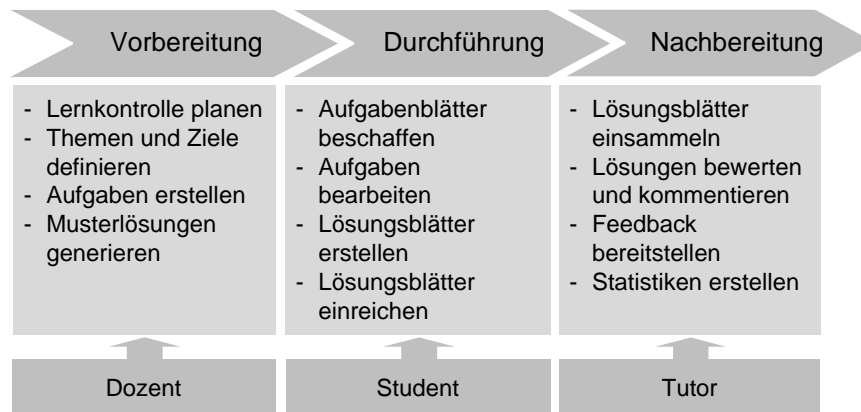 Vorbereitung
Durchführung
Nachbereitung
- Lernkontrolle planen
- Themen und Ziele
definieren
- Aufgaben erstellen
- Musterlösungen
generieren
- Aufgabenblätter
beschaffen
- Aufgaben
bearbeiten
- Lösungsblätter
erstellen
- Lösungsblätter
einreichen
- Lösungsblätter
einsammeln
- Lösungen bewerten
und kommentieren
- Feedback
bereitstellen
- Statistiken erstellen
Dozent
Student
Tutor